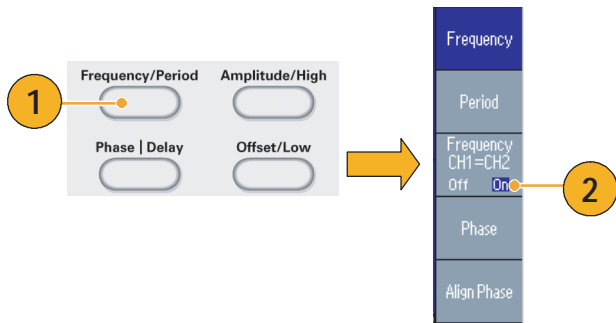 Frequency/Period
Amplitude/High
1
Phase | Delay
Offset/Low
Frequency
Period
Frequency
CH1=CH2
Off On
2
Phase
Align Phase